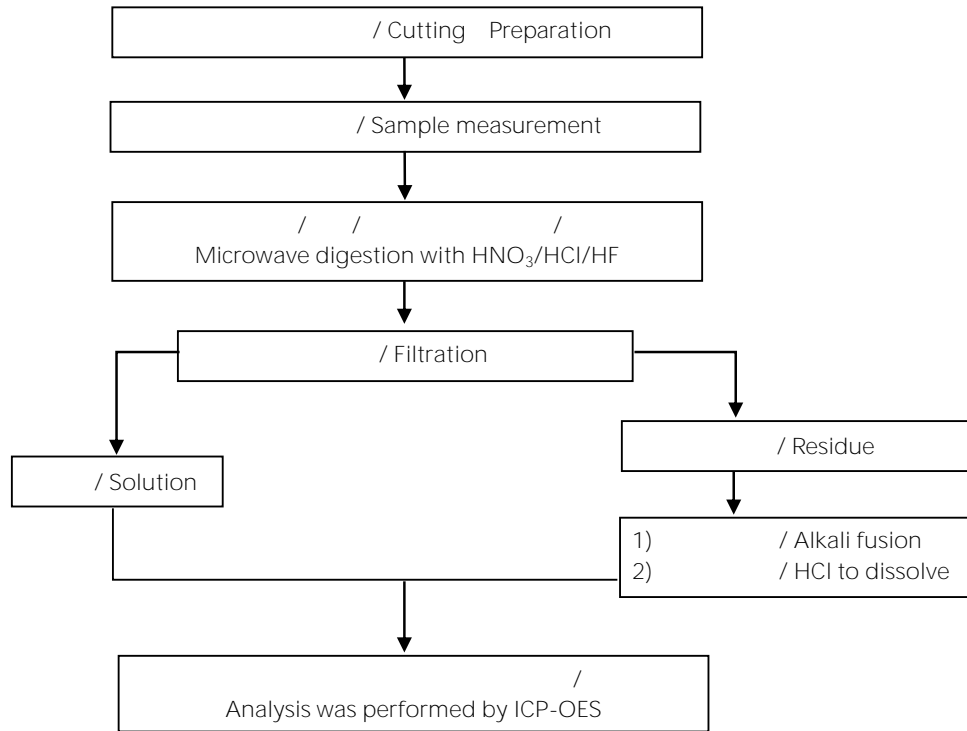 / Cutting Preparation
/ Sample measurement
/ / /
Microwave digestion with HNO₃/HCl/HF
/ Filtration
/ Residue
/ Solution
1) / Alkali fusion
2) / HCl to dissolve
/
Analysis was performed by ICP-OES